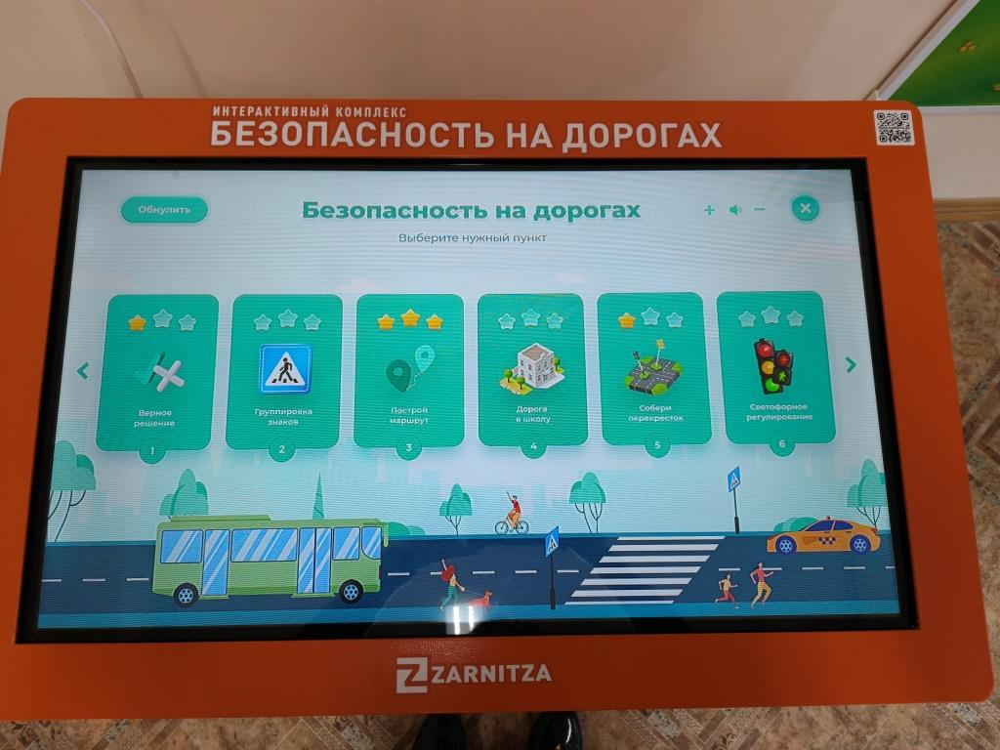 ИНТЕРАКТИВНЫЙ КОМПЛЕКС
БЕЗОПАСНОСТЬ НА ДОРОГАХ
Обнулить
Безопасность на дорогах
Выберите нужный пункт
Верное
решение
1
Группировка
знаков
2
Построй
маршрут
3
Дорога
в школу
4
Собери
перекресток
5
Светофорное
регулирование
6
ZARNITZA